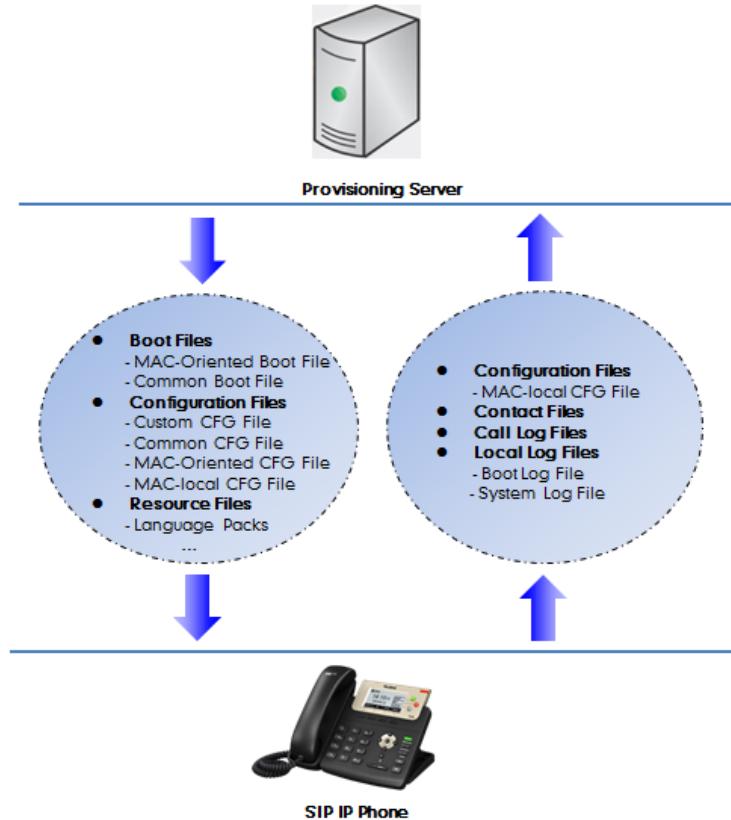 Provisioning Server
● Boot Files
- MAC-Oriented Boot File
- Common Boot File
● Configuration Files
- Custom CFG File
- Common CFG File
- MAC-Oriented CFG File
- MAC-local CFG File
● Resource Files
- Language Packs
...
● Configuration Files
- MAC-local CFG File
● Contact Files
● Call Log Files
● Local Log Files
- Boot Log File
- System Log File
SIP IP Phone